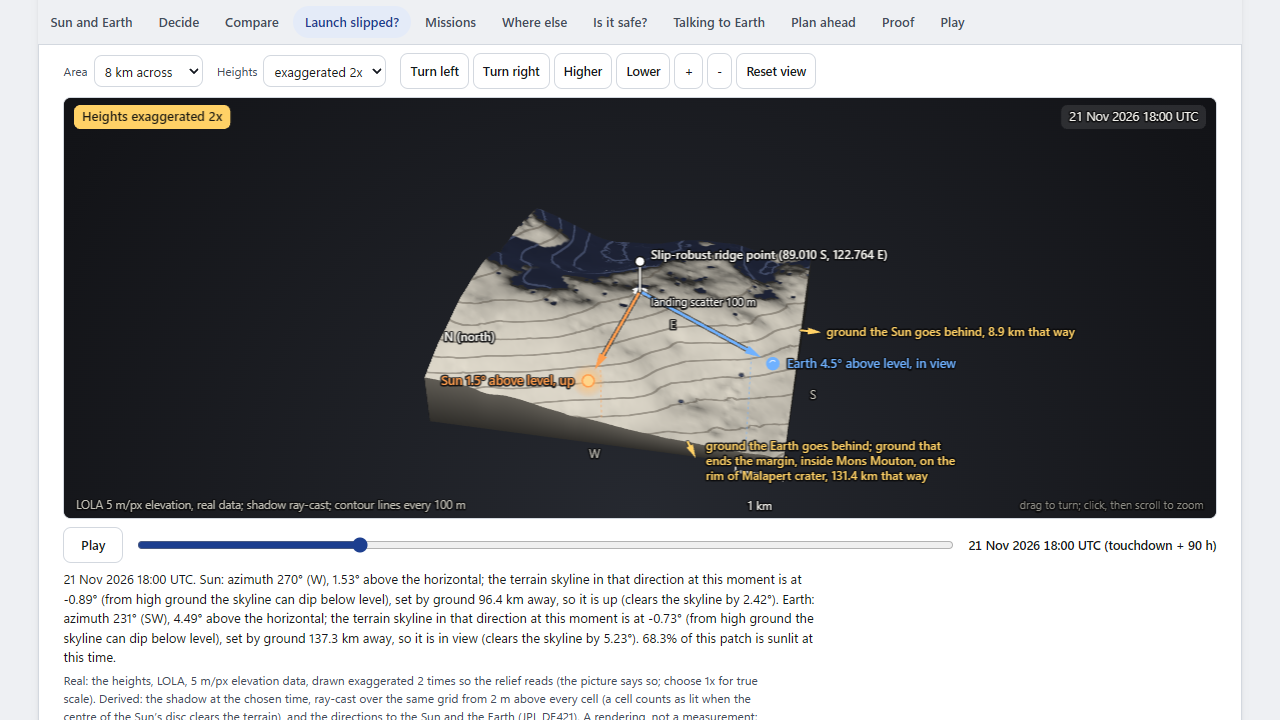 Sun and Earth Decide Compare Launch slipped? Missions Where else Is it safe? Talking to Earth Plan ahead Proof Play
Area 8 km across Heights exaggerated 2x Turn left Turn right Higher Lower + - Reset view
Heights exaggerated 2x
21 Nov 2026 18:00 UTC
Slip-robust ridge point (89.010 S, 122.764 E)
landing scatter 100 m
E
N (north)
ground the Sun goes behind, 8.9 km that way
Earth 4.5° above level, in view
Sun 1.5° above level, up
S
W
ground the Earth goes behind; ground that
ends the margin, inside Mons Mouton, on the
rim of Malapert crater, 131.4 km that way
LOLA 5 m/px elevation, real data; shadow ray-cast; contour lines every 100 m
1 km
drag to turn; click, then scroll to zoom
Play
21 Nov 2026 18:00 UTC (touchdown + 90 h)
21 Nov 2026 18:00 UTC. Sun: azimuth 270° (W), 1.53° above the horizontal; the terrain skyline in that direction at this moment is at
-0.89° (from high ground the skyline can dip below level), set by ground 96.4 km away, so it is up (clears the skyline by 2.42°). Earth:
azimuth 231° (SW), 4.49° above the horizontal; the terrain skyline in that direction at this moment is at -0.73° (from high ground the
skyline can dip below level), set by ground 137.3 km away, so it is in view (clears the skyline by 5.23°). 68.3% of this patch is sunlit at
this time.
Real: the heights, LOLA, 5 m/px elevation data, drawn exaggerated 2 times so the relief reads (the picture says so; choose 1x for true
scale). Derived: the shadow at the chosen time, ray-cast over the same grid from 2 m above every cell (a cell counts as lit when the
centre of the Sun's disc clears the terrain), and the directions to the Sun and the Earth (JPL DE421). A rendering, not a measurement: